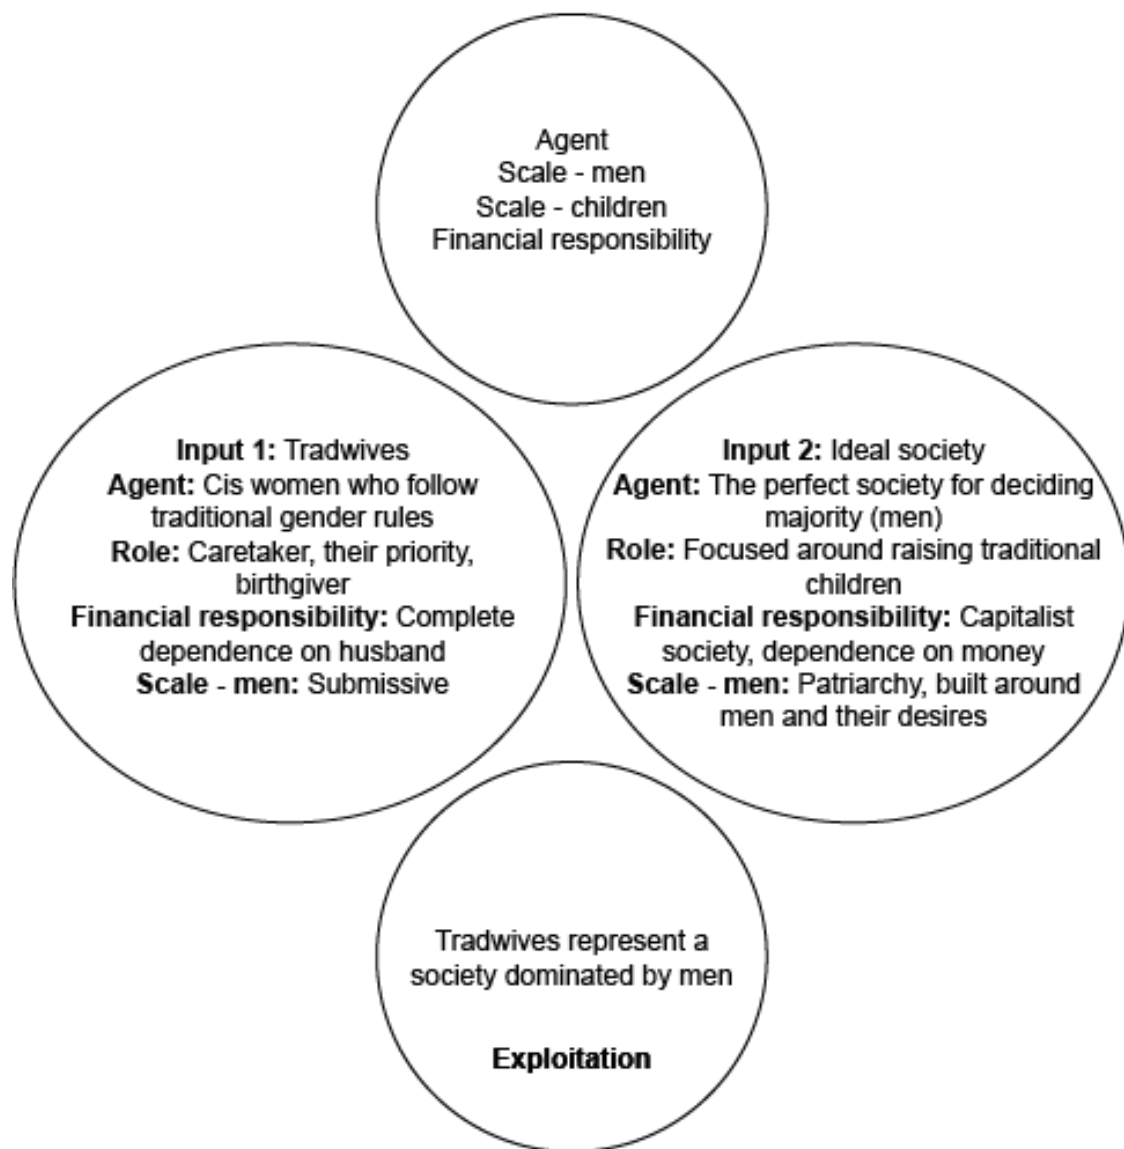 Agent
Scale - men
Scale - children
Financial responsibility
Input 1: Tradwives
Agent: Cis women who follow
traditional gender rules
Role: Caretaker, their priority,
birthgiver
Financial responsibility: Complete
dependence on husband
Scale - men: Submissive
Input 2: Ideal society
Agent: The perfect society for deciding
majority (men)
Role: Focused around raising traditional
children
Financial responsibility: Capitalist
society, dependence on money
Scale - men: Patriarchy, built around
men and their desires
Tradwives represent a
society dominated by men
Exploitation